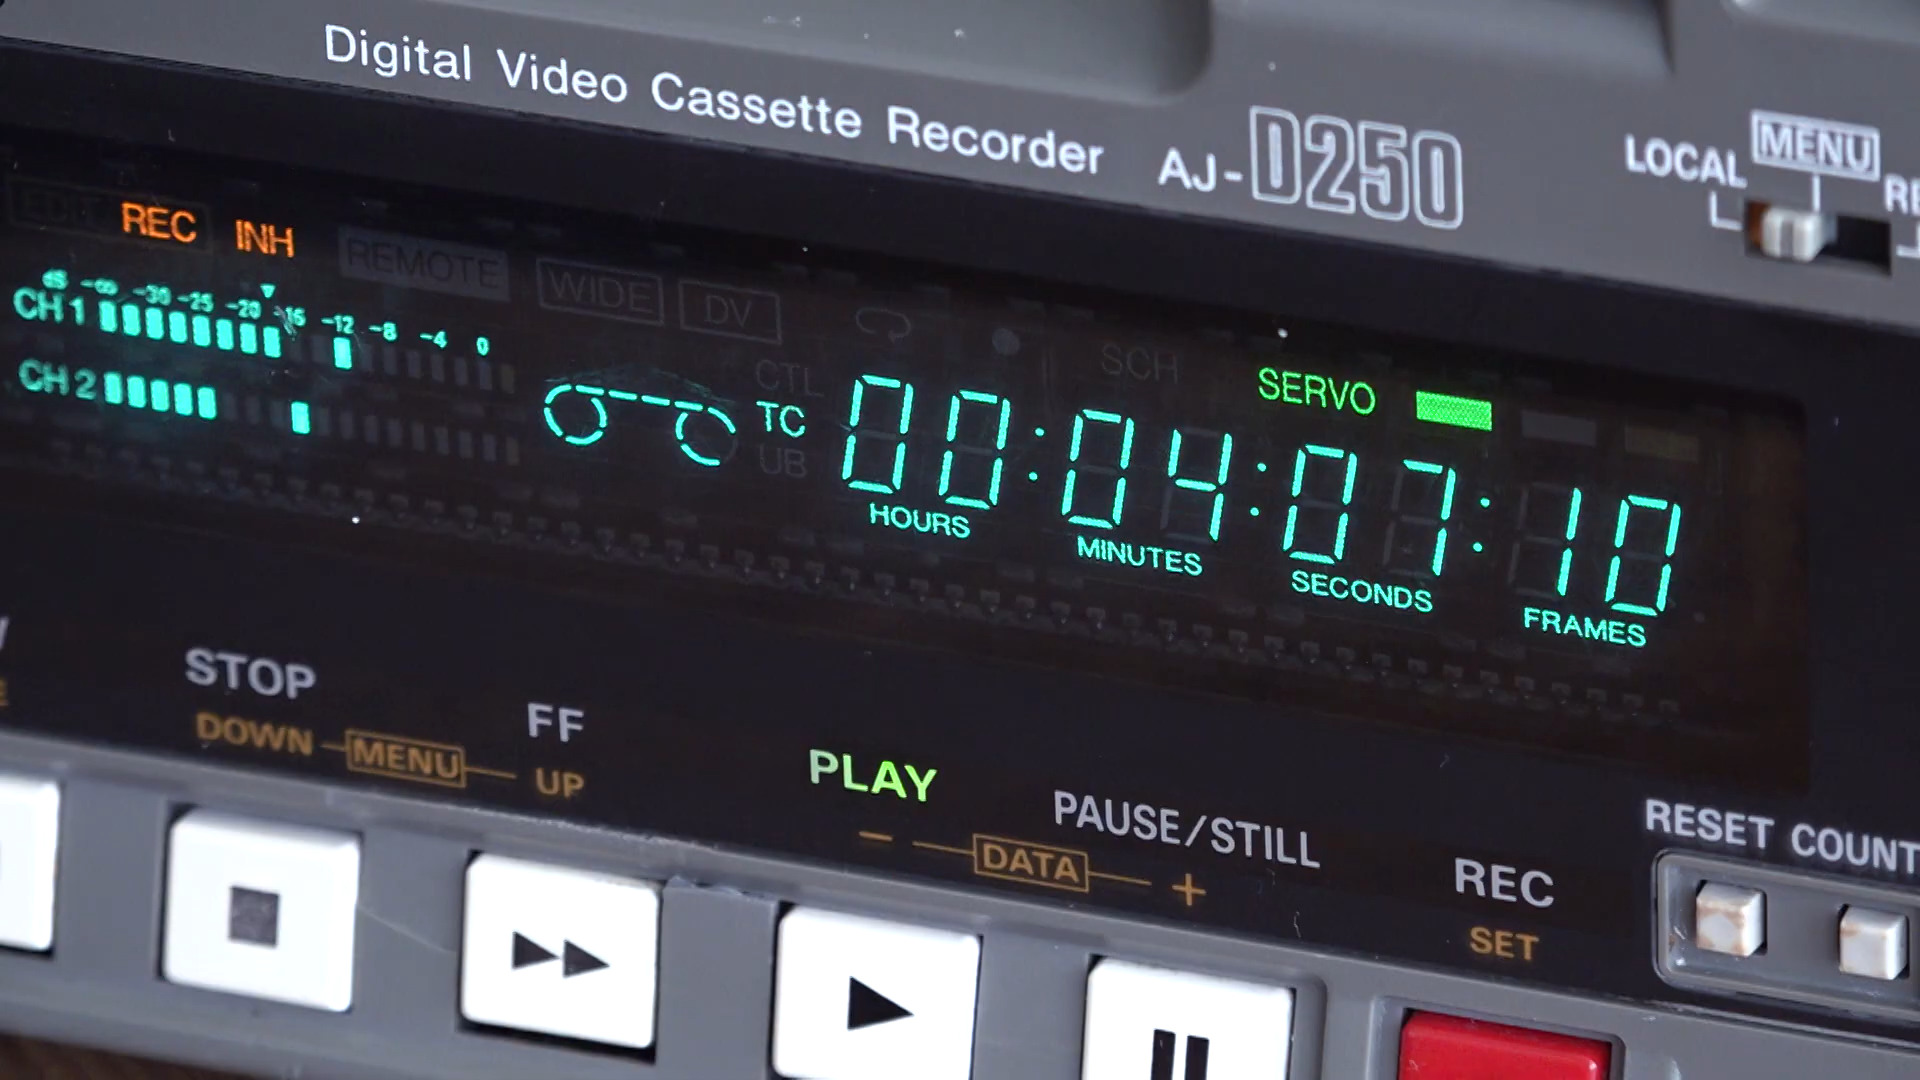 Digital Video Cassette Recorder AJ-D250
LOCAL MENU
EDIT REC INH REMOTE WIDE DV SCH SERVO
dB -∞ -30 -25 -20 -15 -12 -8 -4 0
CH 1
CH 2
CTL
TC 00:04:07:10
UB
HOURS MINUTES SECONDS FRAMES
STOP FF PLAY PAUSE/STILL REC
DOWN MENU UP - DATA + SET
RESET COUNT